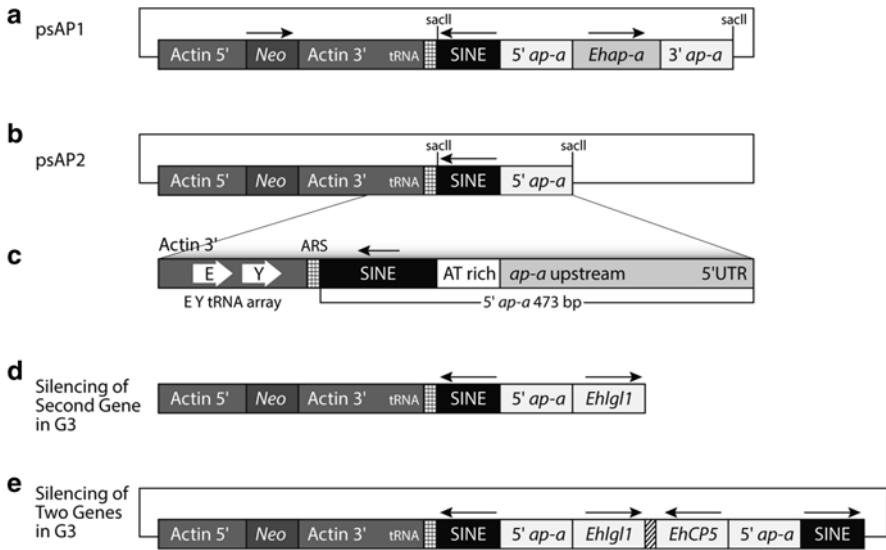 a
psAP1
sacII
sacII
Actin 5' Neo Actin 3' tRNA SINE 5' ap-a Ehap-a 3' ap-a
b
psAP2
sacII
sacII
Actin 5' Neo Actin 3' tRNA SINE 5' ap-a
c
Actin 3'
ARS
E Y SINE AT rich ap-a upstream 5'UTR
E Y tRNA array
5' ap-a 473 bp
d
Silencing of
Second Gene
in G3
Actin 5' Neo Actin 3' tRNA SINE 5' ap-a Ehlgl1
e
Silencing of
Two Genes
in G3
Actin 5' Neo Actin 3' tRNA SINE 5' ap-a Ehlgl1 EhCP5 5' ap-a SINE